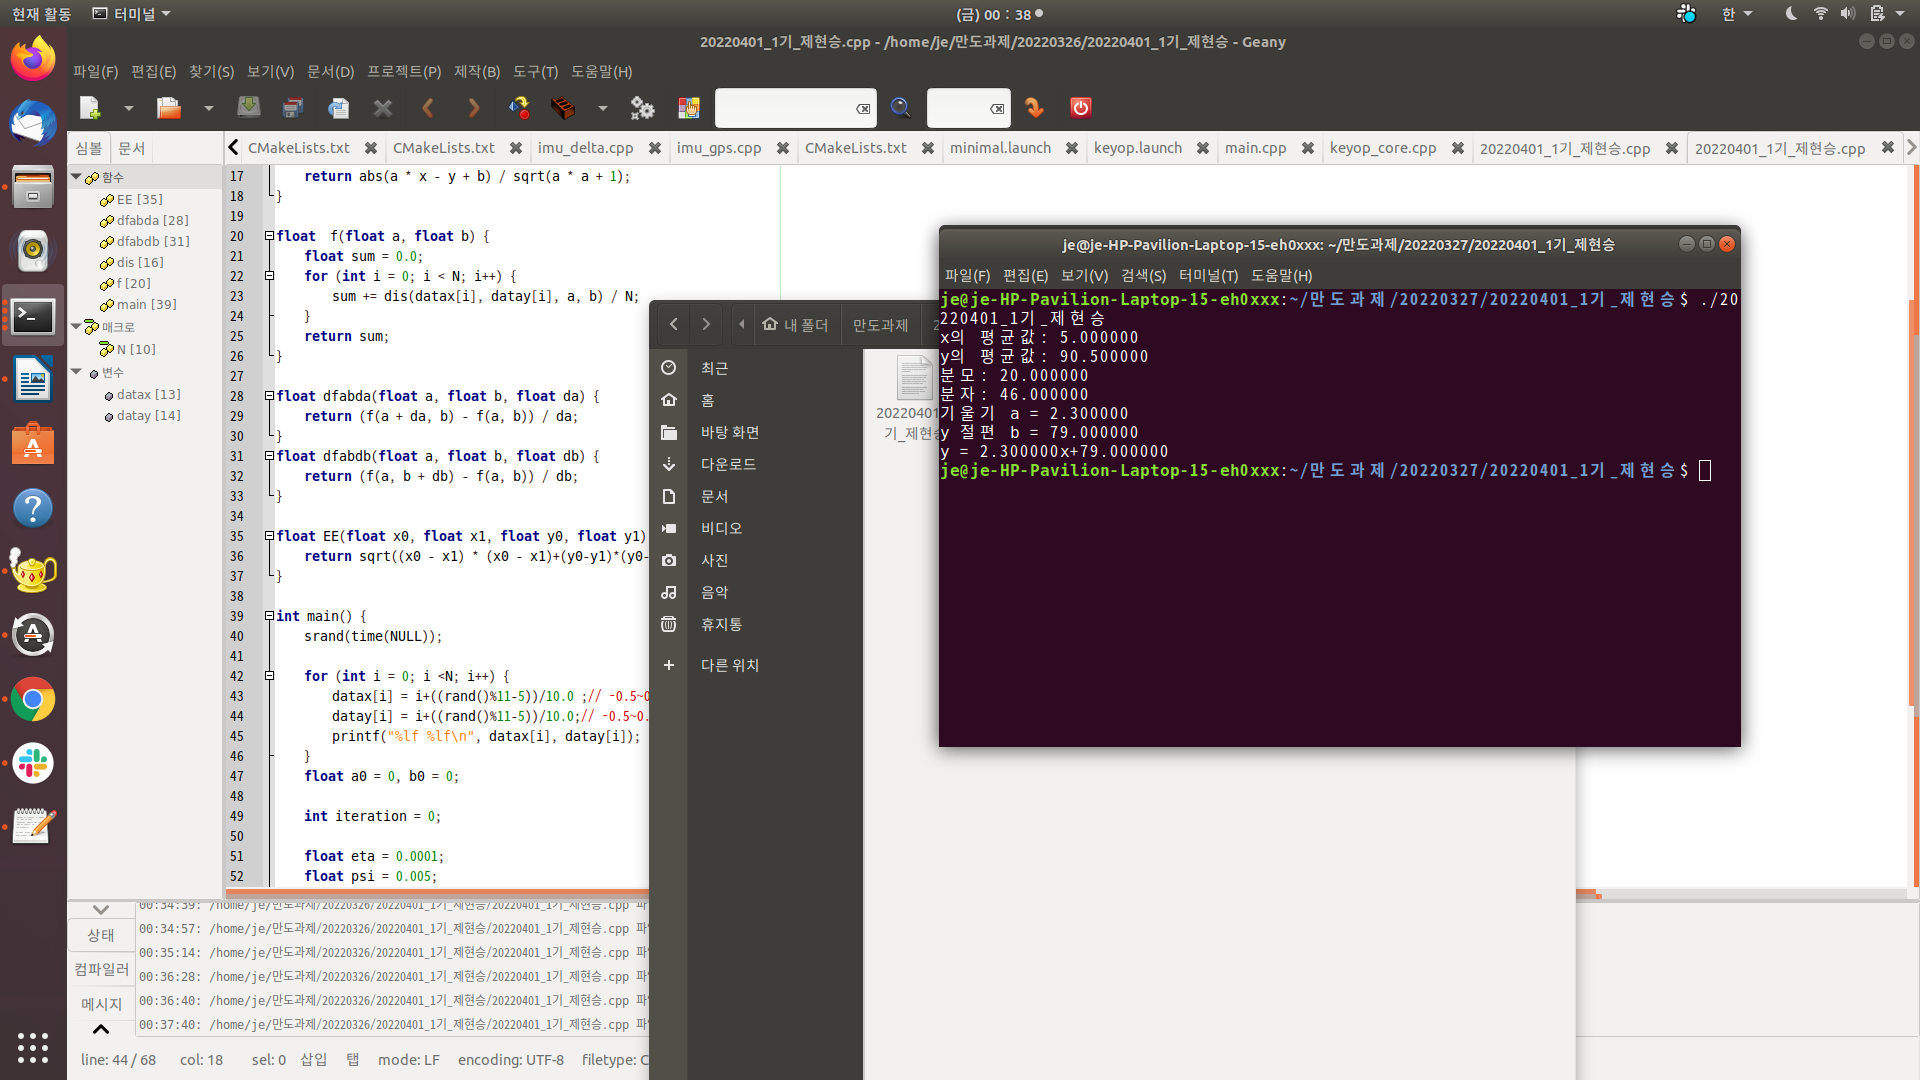 현재 활동
터미널
(금) 00 : 38
한
20220401_1기_제현승.cpp - /home/je/만도과제/20220326/20220401_1기_제현승 - Geany
파일(F) 편집(E) 찾기(S) 보기(V) 문서(D) 프로젝트(P) 제작(B) 도구(T) 도움말(H)
심볼 문서
CMakeLists.txt CMakeLists.txt imu_delta.cpp imu_gps.cpp CMakeLists.txt minimal.launch keyop.launch main.cpp keyop_core.cpp 20220401_1기_제현승.cpp 20220401_1기_제현승.cpp
함수
EE [35]
dfabda [28]
dfabdb [31]
dis [16]
f [20]
main [39]
매크로
N [10]
변수
datax [13]
datay [14]
17 return abs(a * x - y + b) / sqrt(a * a + 1);
18 }
19
20 float f(float a, float b) {
21 float sum = 0.0;
22 for (int i = 0; i < N; i++) {
23 sum += dis(datax[i], datay[i], a, b) / N;
24 }
25 return sum;
26 }
27
28 float dfabda(float a, float b, float da) {
29 return (f(a + da, b) - f(a, b)) / da;
30 }
31 float dfabdb(float a, float b, float db) {
32 return (f(a, b + db) - f(a, b)) / db;
33 }
34
35 float EE(float x0, float x1, float y0, float y1)
36 return sqrt((x0 - x1) * (x0 - x1)+(y0-y1)*(y0-
37 }
38
39 int main() {
40 srand(time(NULL));
41
42 for (int i = 0; i <N; i++) {
43 datax[i] = i+((rand()%11-5))/10.0 ;// -0.5~0
44 datay[i] = i+((rand()%11-5))/10.0;// -0.5~0.
45 printf("%lf %lf\n", datax[i], datay[i]);
46 }
47 float a0 = 0, b0 = 0;
48
49 int iteration = 0;
50
51 float eta = 0.0001;
52 float psi = 0.005;
내 폴더 만도과제 2
최근
홈
바탕 화면
다운로드
문서
비디오
사진
음악
휴지통
다른 위치
20220401
기_제현승
je@je-HP-Pavilion-Laptop-15-eh0xxx: ~/만도과제/20220327/20220401_1기_제현승
파일(F) 편집(E) 보기(V) 검색(S) 터미널(T) 도움말(H)
je@je-HP-Pavilion-Laptop-15-eh0xxx:~/만도과제/20220327/20220401_1기_제현승$ ./20
220401_1기_제현승
x의 평균값: 5.000000
y의 평균값: 90.500000
분모: 20.000000
분자: 46.000000
기울기 a = 2.300000
y 절편 b = 79.000000
y = 2.300000x+79.000000
je@je-HP-Pavilion-Laptop-15-eh0xxx:~/만도과제/20220327/20220401_1기_제현승$
상태
컴파일러
메시지
00:34:39: /home/je/만도과제/20220326/20220401_1기_제현승/20220401_1기_제현승.cpp 파
00:34:57: /home/je/만도과제/20220326/20220401_1기_제현승/20220401_1기_제현승.cpp 파
00:35:14: /home/je/만도과제/20220326/20220401_1기_제현승/20220401_1기_제현승.cpp 파
00:36:28: /home/je/만도과제/20220326/20220401_1기_제현승/20220401_1기_제현승.cpp 파
00:36:40: /home/je/만도과제/20220326/20220401_1기_제현승/20220401_1기_제현승.cpp 파
00:37:40: /home/je/만도과제/20220326/20220401_1기_제현승/20220401_1기_제현승.cpp 파
line: 44 / 68 col: 18 sel: 0 삽입 탭 mode: LF encoding: UTF-8 filetype: C